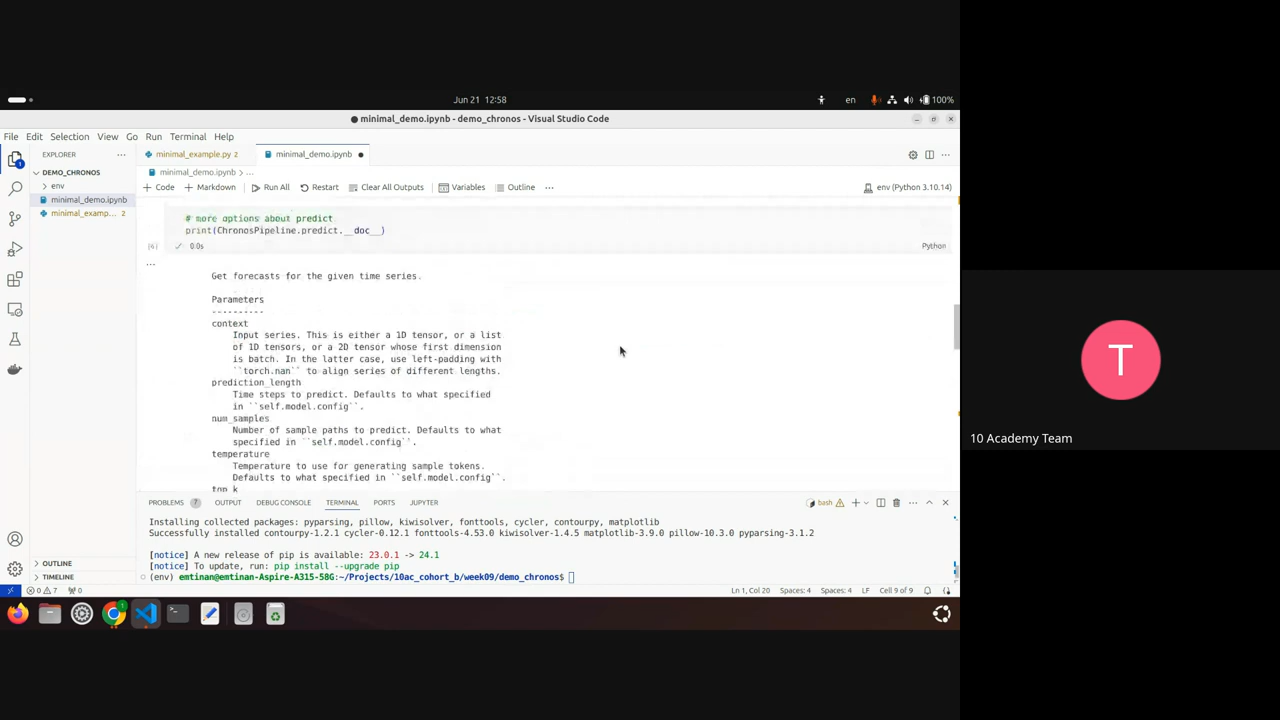 Jun 21 12:58
en
100%
minimal_demo.ipynb - demo_chronos - Visual Studio Code
File Edit Selection View Go Run Terminal Help
EXPLORER
minimal_example.py 2
minimal_demo.ipynb
DEMO_CHRONOS
minimal_demo.ipynb > ...
env
+ Code
+ Markdown
Run All
Restart
Clear All Outputs
Variables
Outline
...
env (Python 3.10.14)
minimal_demo.ipynb
minimal_examp... 2
# more options about predict
print(ChronosPipeline.predict.__doc__)
[6]
0.0s
Python
...
Get forecasts for the given time series.
Parameters
----------
context
Input series. This is either a 1D tensor, or a list
of 1D tensors, or a 2D tensor whose first dimension
is batch. In the latter case, use left-padding with
``torch.nan`` to align series of different lengths.
prediction_length
Time steps to predict. Defaults to what specified
in ``self.model.config``.
num_samples
Number of sample paths to predict. Defaults to what
specified in ``self.model.config``.
temperature
Temperature to use for generating sample tokens.
Defaults to what specified in ``self.model.config``.
top_k
PROBLEMS 7
OUTPUT
DEBUG CONSOLE
TERMINAL
PORTS
JUPYTER
bash
Installing collected packages: pyparsing, pillow, kiwisolver, fonttools, cycler, contourpy, matplotlib
Successfully installed contourpy-1.2.1 cycler-0.12.1 fonttools-4.53.0 kiwisolver-1.4.5 matplotlib-3.9.0 pillow-10.3.0 pyparsing-3.1.2
[notice] A new release of pip is available: 23.0.1 -> 24.1
[notice] To update, run: pip install --upgrade pip
(env) emtinan@emtinan-Aspire-A315-58G:~/Projects/10ac_cohort_b/week09/demo_chronos$
OUTLINE
TIMELINE
0 7
0
Ln 1, Col 20
Spaces: 4
Spaces: 4
LF
Cell 9 of 9
T
10 Academy Team